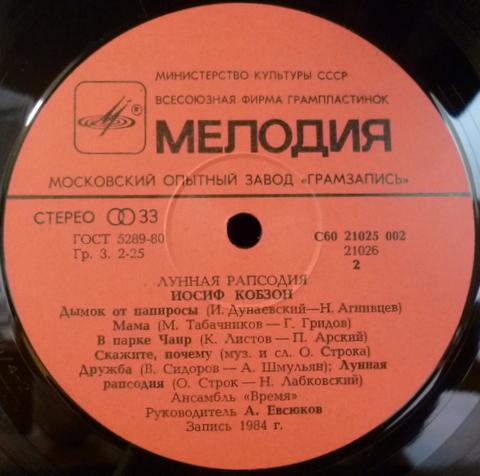 МИНИСТЕРСТВО КУЛЬТУРЫ СССР
ВСЕСОЮЗНАЯ ФИРМА ГРАМПЛАСТИНОК
® МЕЛОДИЯ
МОСКОВСКИЙ ОПЫТНЫЙ ЗАВОД «ГРАМЗАПИСЬ»
СТЕРЕО 33
ГОСТ 5289-80
Гр. 3. 2-25
С60 21025 002
21026
2
ЛУННАЯ РАПСОДИЯ
ИОСИФ КОБЗОН
Дымок от папиросы (И. Дунаевский—Н. Агнивцев)
Мама (М. Табачников — Г. Гридов)
В парке Чаир (К. Листов — П. Арский)
Скажите, почему (муз. и сл. О. Строка)
Дружба (В. Сидоров — А. Шмульян); Лунная
рапсодия (О. Строк — Н. Лабковский)
Ансамбль «Время»
Руководитель А. Евсюков
Запись 1984 г.